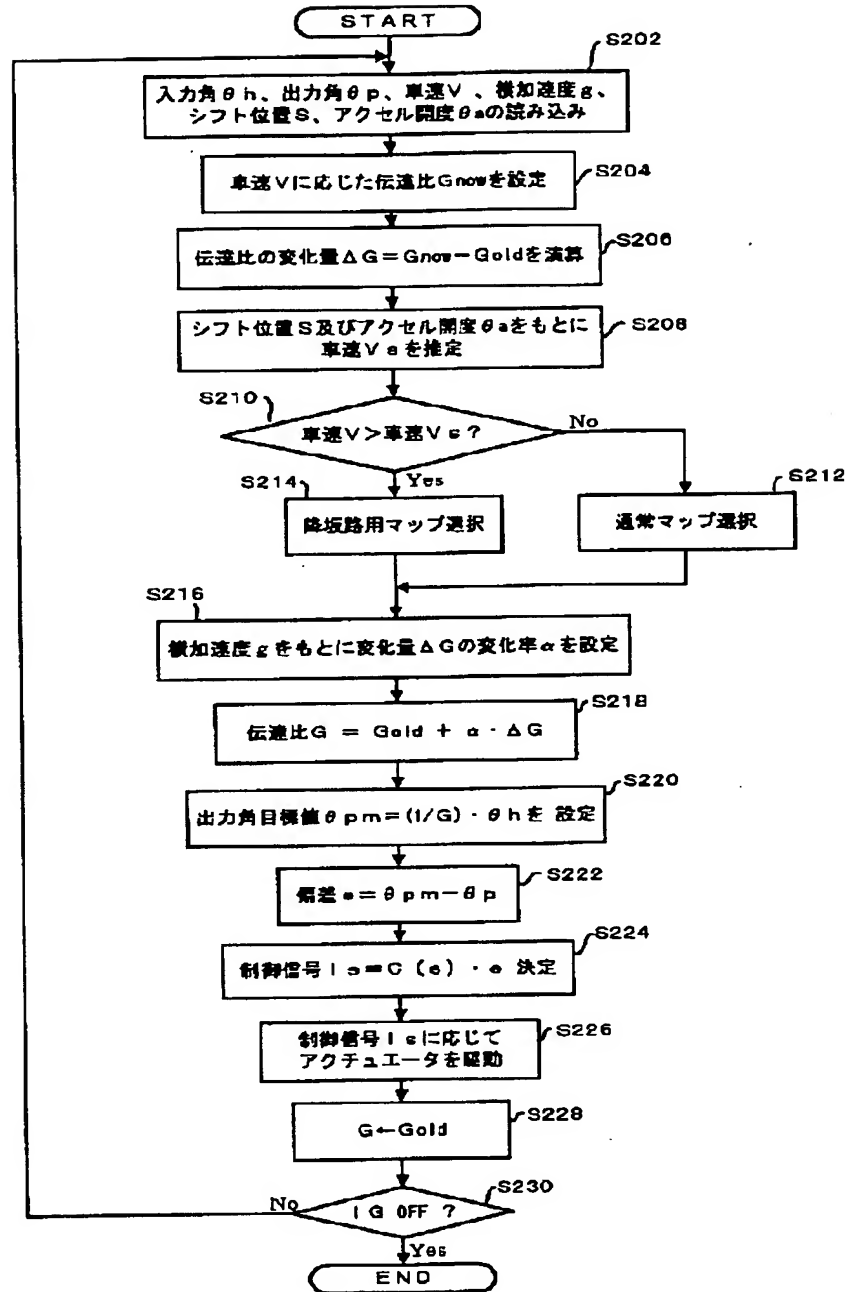 START
S202
入力角θh、出力角θp、車速V、横加速度g、
シフト位置S、アクセル開度θaの読み込み
車速Vに応じた伝達比Gnowを設定
S204
伝達比の変化量ΔG=Gnow-Goldを演算
S206
シフト位置S及びアクセル開度θaをもとに
車速Vsを推定
S208
S210
車速V>車速Vs?
No
Yes
S214
降坂路用マップ選択
S212
通常マップ選択
S216
横加速度gをもとに変化量ΔGの変化率αを設定
S218
伝達比G = Gold + α・ΔG
S220
出力角目標値θpm=(1/G)・θhを 設定
S222
偏差e=θpm-θp
S224
制御信号Is=C(s)・e 決定
制御信号Isに応じて
アクチュエータを駆動
S226
S228
G←Gold
S230
No
IG OFF ?
Yes
END